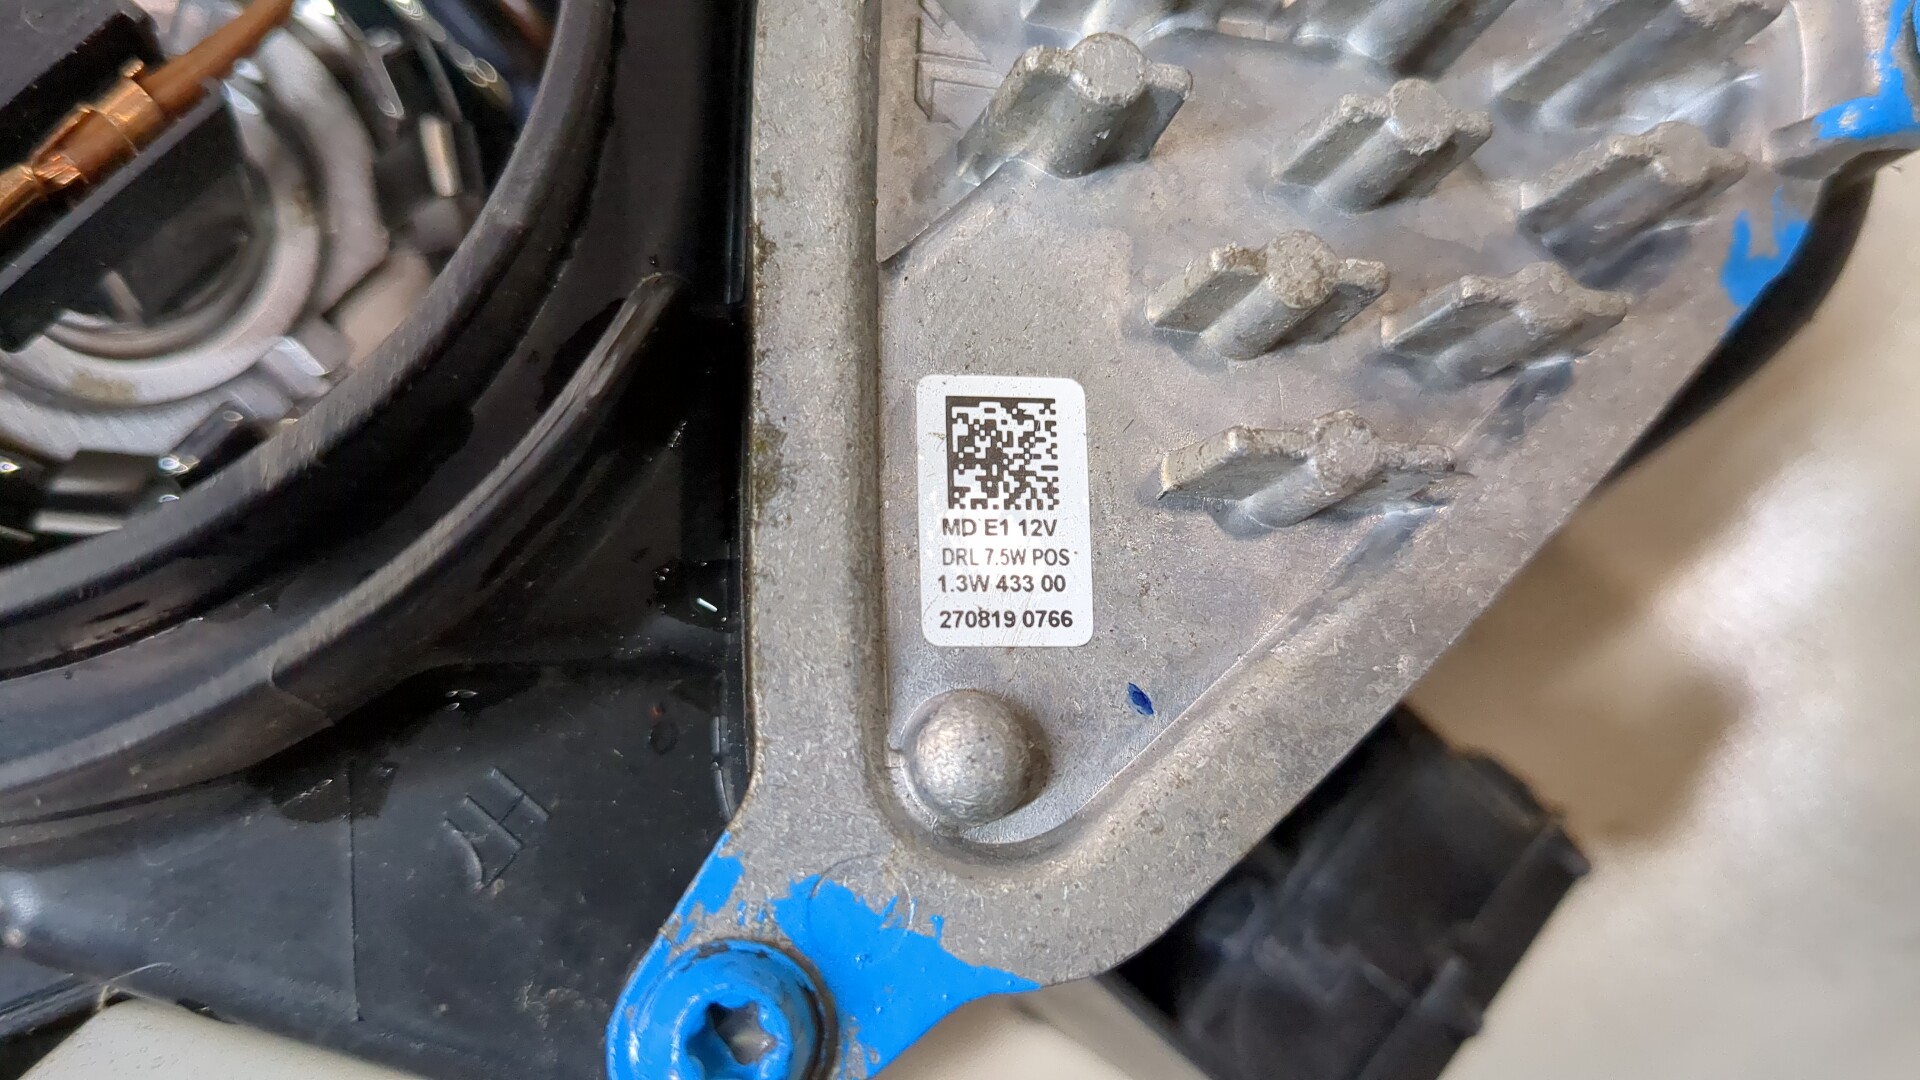 MD E1 12V
DRL 7.5W POS
1.3W 433 00
270819 0766